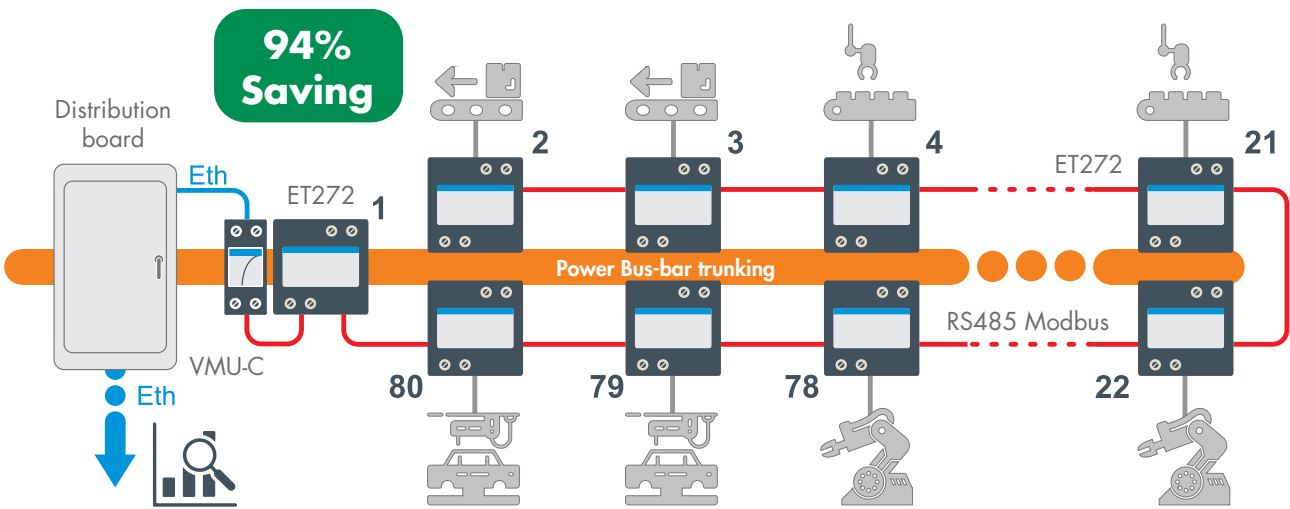 94%
Saving
Distribution
board
Eth
ET272
1
2
3
4
ET272
21
Power Bus-bar trunking
RS485 Modbus
VMU-C
80
79
78
22
Eth